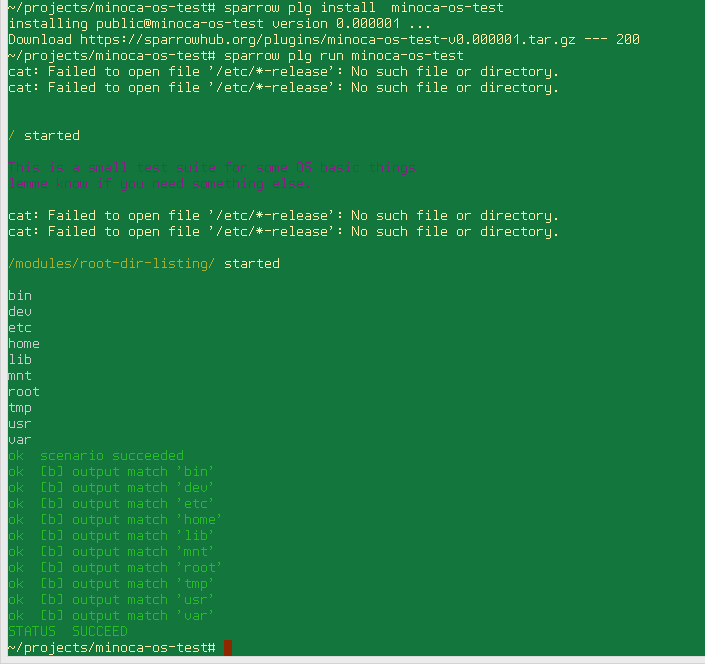 ~/projects/minoca-os-test# sparrow plg install  minoca-os-test
installing public@minoca-os-test version 0.000001 ...
Download https://sparrowhub.org/plugins/minoca-os-test-v0.000001.tar.gz --- 200
~/projects/minoca-os-test# sparrow plg run minoca-os-test
cat: Failed to open file '/etc/*-release': No such file or directory.
cat: Failed to open file '/etc/*-release': No such file or directory.
/ started
This is a small test suite for some OS basic things
lemme know if you need something else.
cat: Failed to open file '/etc/*-release': No such file or directory.
cat: Failed to open file '/etc/*-release': No such file or directory.
/modules/root-dir-listing/ started
bin
dev
etc
home
lib
mnt
root
tmp
usr
var
ok  scenario succeeded
ok  [b] output match 'bin'
ok  [b] output match 'dev'
ok  [b] output match 'etc'
ok  [b] output match 'home'
ok  [b] output match 'lib'
ok  [b] output match 'mnt'
ok  [b] output match 'root'
ok  [b] output match 'tmp'
ok  [b] output match 'usr'
ok  [b] output match 'var'
STATUS  SUCCEED
~/projects/minoca-os-test#